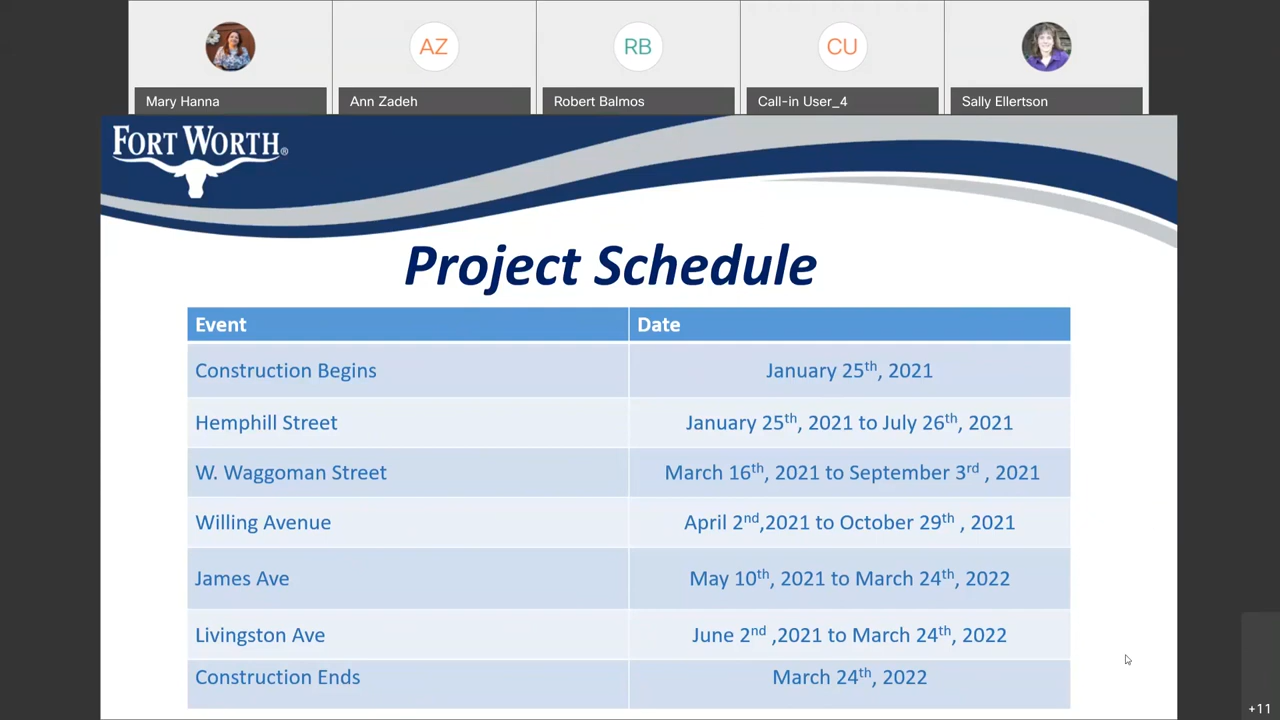 AZ
RB
CU
Mary Hanna
Ann Zadeh
Robert Balmos
Call-in User_4
Sally Ellertson
FORT WORTH®
Project Schedule
Event Date
Construction Begins January 25th, 2021
Hemphill Street January 25th, 2021 to July 26th, 2021
W. Waggoman Street March 16th, 2021 to September 3rd , 2021
Willing Avenue April 2nd,2021 to October 29th , 2021
James Ave May 10th, 2021 to March 24th, 2022
Livingston Ave June 2nd ,2021 to March 24th, 2022
Construction Ends March 24th, 2022
+11